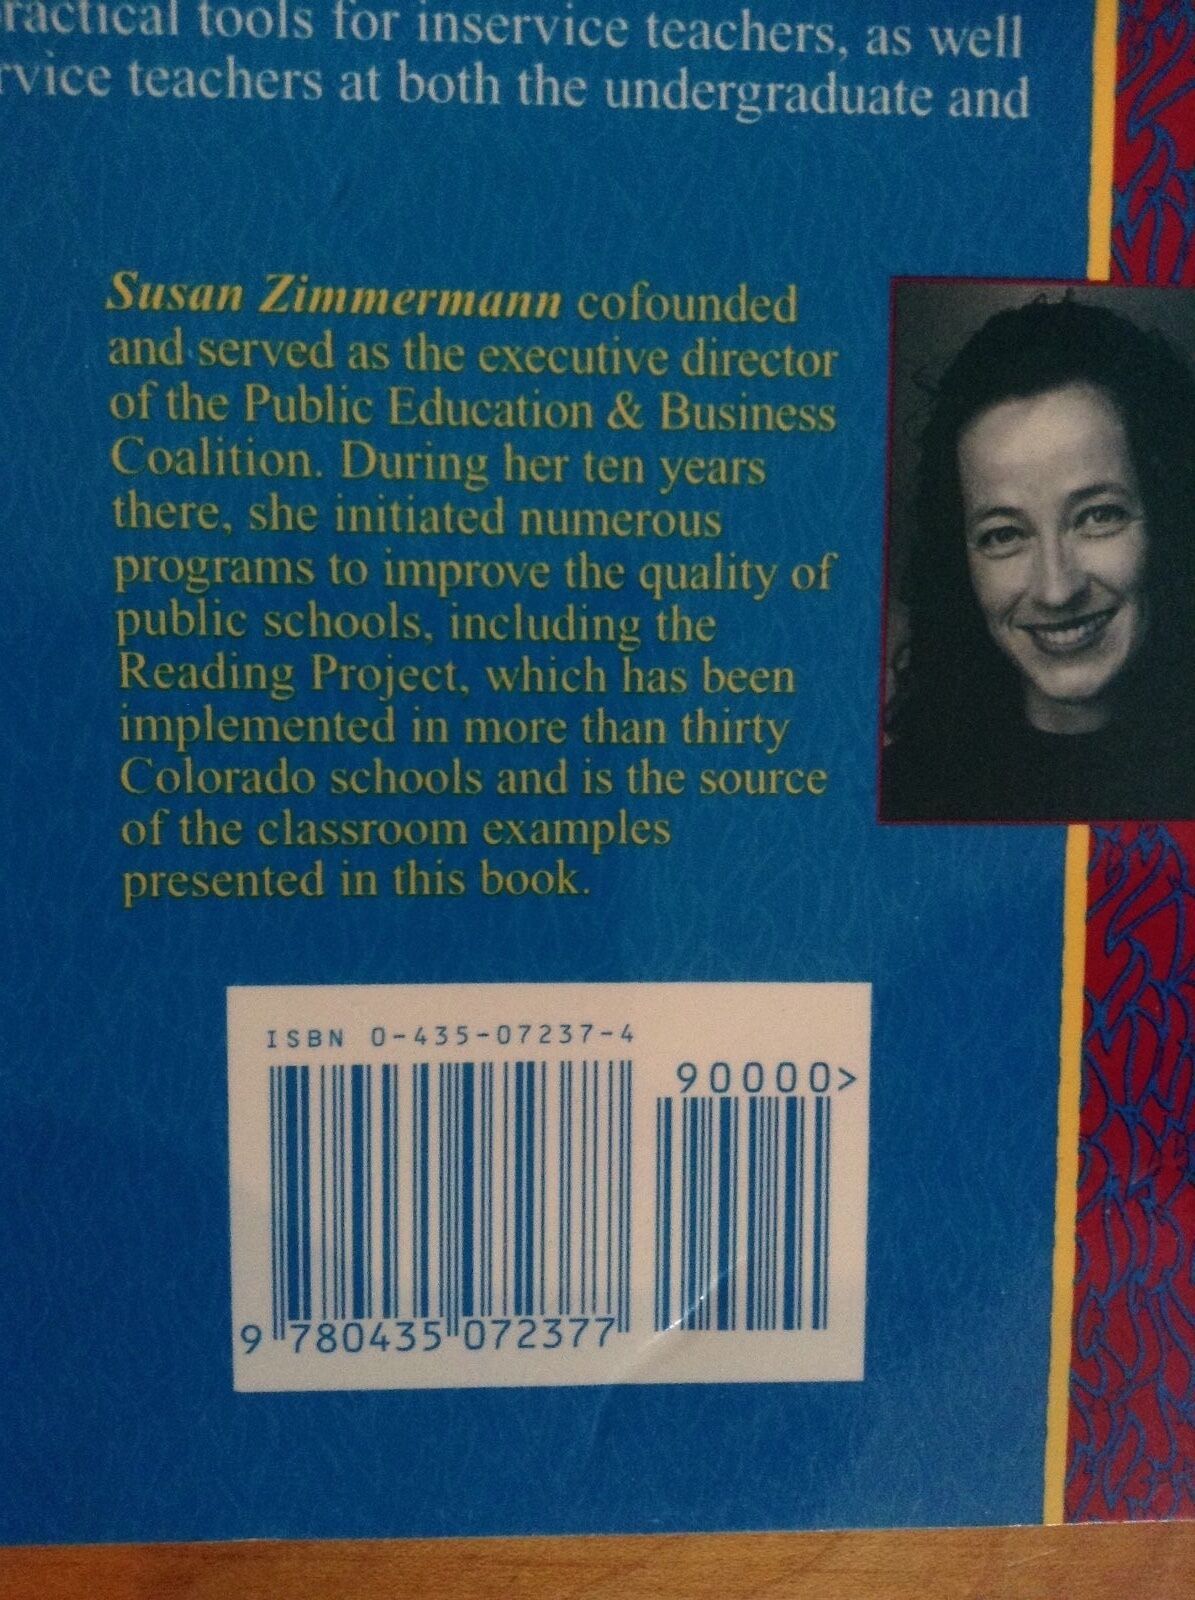 practical tools for inservice teachers, as well
rvice teachers at both the undergraduate and
Susan Zimmermann cofounded
and served as the executive director
of the Public Education & Business
Coalition. During her ten years
there, she initiated numerous
programs to improve the quality of
public schools, including the
Reading Project, which has been
implemented in more than thirty
Colorado schools and is the source
of the classroom examples
presented in this book.
ISBN 0-435-07237-4
90000>
9 780435 072377